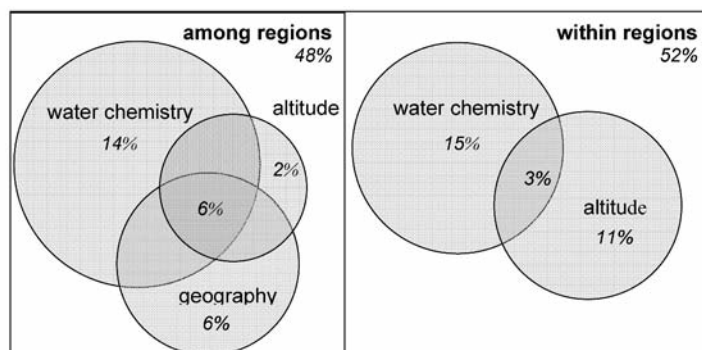 among regions
48%
water chemistry
altitude
14%
2%
6%
geography
6%
within regions
52%
water chemistry
15%
3%
altitude
11%